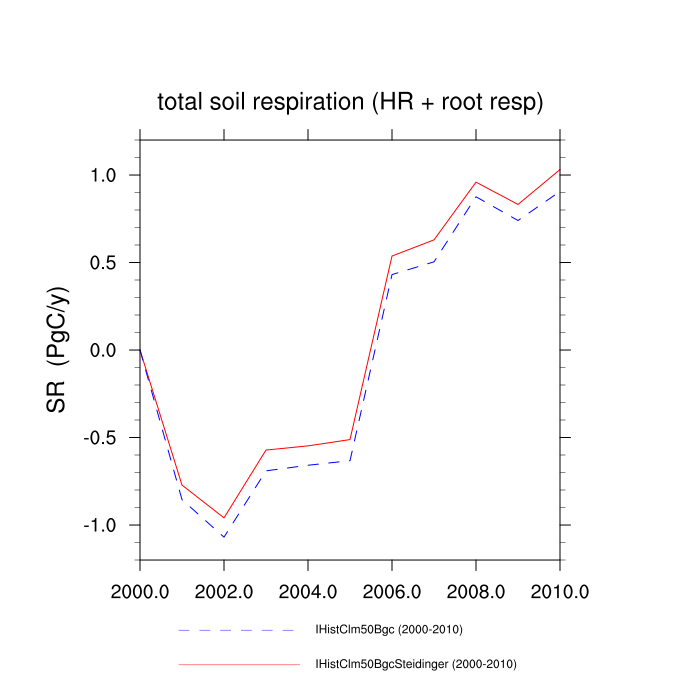 total soil respiration (HR + root resp)
SR (PgC/y)
1.0
0.5
0.0
-0.5
-1.0
2000.0 2002.0 2004.0 2006.0 2008.0 2010.0
IHistClm50Bgc (2000-2010)
IHistClm50BgcSteidinger (2000-2010)